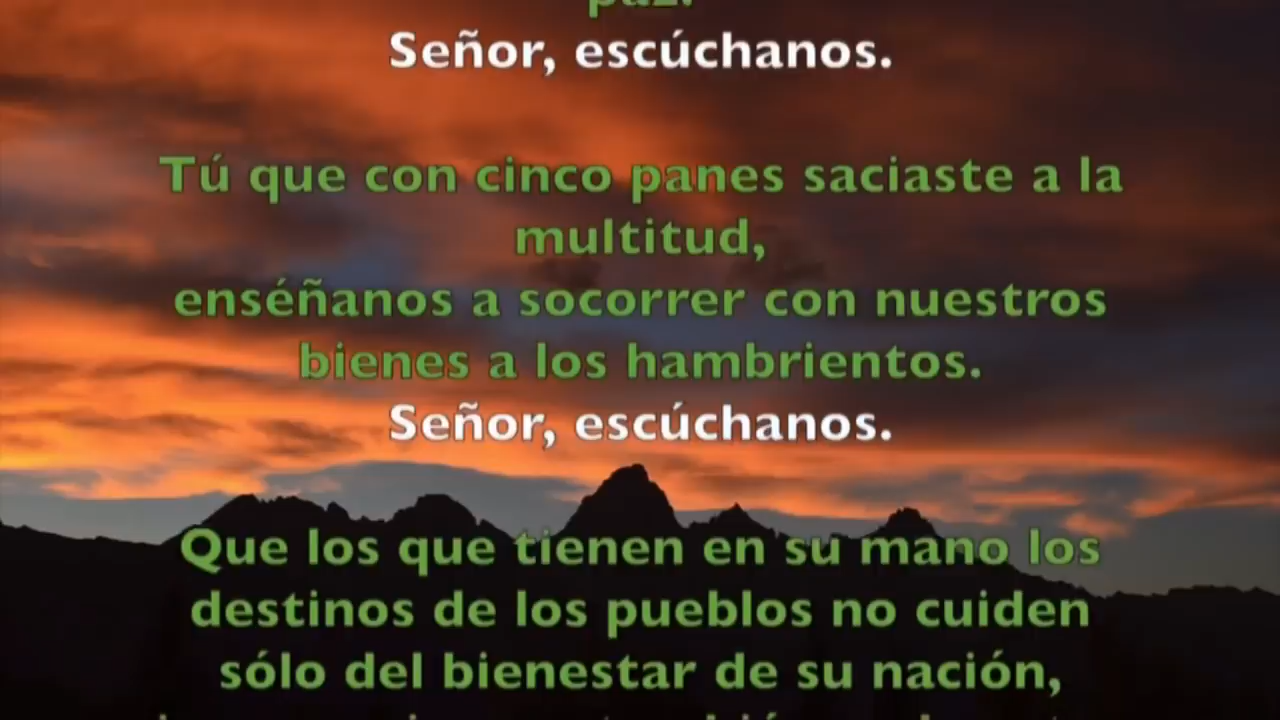 paz.
Señor, escúchanos.
Tú que con cinco panes saciaste a la
multitud,
enséñanos a socorrer con nuestros
bienes a los hambrientos.
Señor, escúchanos.
Que los que tienen en su mano los
destinos de los pueblos no cuiden
sólo del bienestar de su nación,